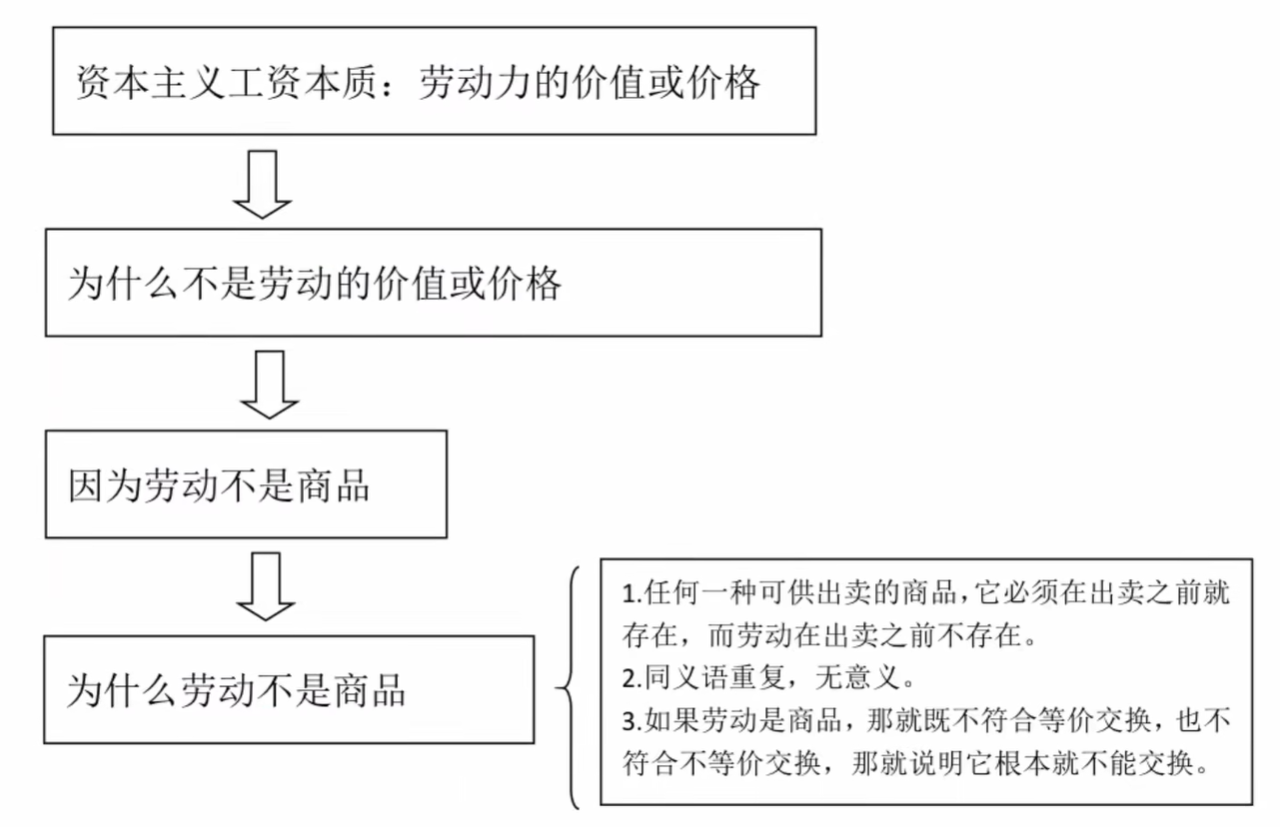 资本主义工资本质：劳动力的价值或价格
为什么不是劳动的价值或价格
因为劳动不是商品
为什么劳动不是商品
1.任何一种可供出卖的商品，它必须在出卖之前就
存在，而劳动在出卖之前不存在。
2.同义语重复，无意义。
3.如果劳动是商品，那就既不符合等价交换，也不
符合不等价交换，那就说明它根本就不能交换。